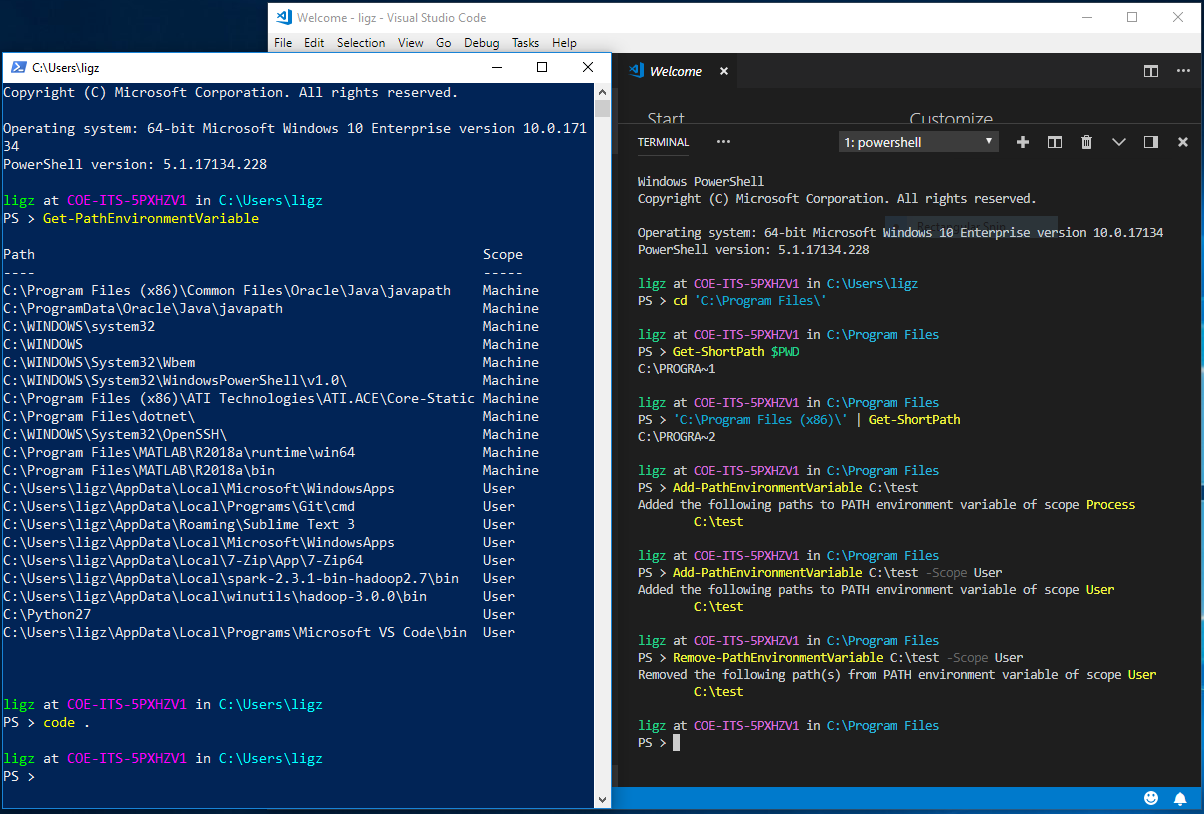 Welcome - ligz - Visual Studio Code
File Edit Selection View Go Debug Tasks Help
C:\Users\ligz
Copyright (C) Microsoft Corporation. All rights reserved.
Operating system: 64-bit Microsoft Windows 10 Enterprise version 10.0.171
34
PowerShell version: 5.1.17134.228
ligz at COE-ITS-5PXHZV1 in C:\Users\ligz
PS > Get-PathEnvironmentVariable
Path Scope
---- -----
C:\Program Files (x86)\Common Files\Oracle\Java\javapath Machine
C:\ProgramData\Oracle\Java\javapath Machine
C:\WINDOWS\system32 Machine
C:\WINDOWS Machine
C:\WINDOWS\System32\Wbem Machine
C:\WINDOWS\System32\WindowsPowerShell\v1.0\ Machine
C:\Program Files (x86)\ATI Technologies\ATI.ACE\Core-Static Machine
C:\Program Files\dotnet\ Machine
C:\WINDOWS\System32\OpenSSH\ Machine
C:\Program Files\MATLAB\R2018a\runtime\win64 Machine
C:\Program Files\MATLAB\R2018a\bin Machine
C:\Users\ligz\AppData\Local\Microsoft\WindowsApps User
C:\Users\ligz\AppData\Local\Programs\Git\cmd User
C:\Users\ligz\AppData\Roaming\Sublime Text 3 User
C:\Users\ligz\AppData\Local\Microsoft\WindowsApps User
C:\Users\ligz\AppData\Local\7-Zip\App\7-Zip64 User
C:\Users\ligz\AppData\Local\spark-2.3.1-bin-hadoop2.7\bin User
C:\Users\ligz\AppData\Local\winutils\hadoop-3.0.0\bin User
C:\Python27 User
C:\Users\ligz\AppData\Local\Programs\Microsoft VS Code\bin User
ligz at COE-ITS-5PXHZV1 in C:\Users\ligz
PS > code .
ligz at COE-ITS-5PXHZV1 in C:\Users\ligz
PS >
Welcome
Start Customize
TERMINAL ··· 1: powershell
Windows PowerShell
Copyright (C) Microsoft Corporation. All rights reserved.
Operating system: 64-bit Microsoft Windows 10 Enterprise version 10.0.17134
PowerShell version: 5.1.17134.228
ligz at COE-ITS-5PXHZV1 in C:\Users\ligz
PS > cd 'C:\Program Files\'
ligz at COE-ITS-5PXHZV1 in C:\Program Files
PS > Get-ShortPath $PWD
C:\PROGRA~1
ligz at COE-ITS-5PXHZV1 in C:\Program Files
PS > 'C:\Program Files (x86)\' | Get-ShortPath
C:\PROGRA~2
ligz at COE-ITS-5PXHZV1 in C:\Program Files
PS > Add-PathEnvironmentVariable C:\test
Added the following paths to PATH environment variable of scope Process
C:\test
ligz at COE-ITS-5PXHZV1 in C:\Program Files
PS > Add-PathEnvironmentVariable C:\test -Scope User
Added the following paths to PATH environment variable of scope User
C:\test
ligz at COE-ITS-5PXHZV1 in C:\Program Files
PS > Remove-PathEnvironmentVariable C:\test -Scope User
Removed the following path(s) from PATH environment variable of scope User
C:\test
ligz at COE-ITS-5PXHZV1 in C:\Program Files
PS >